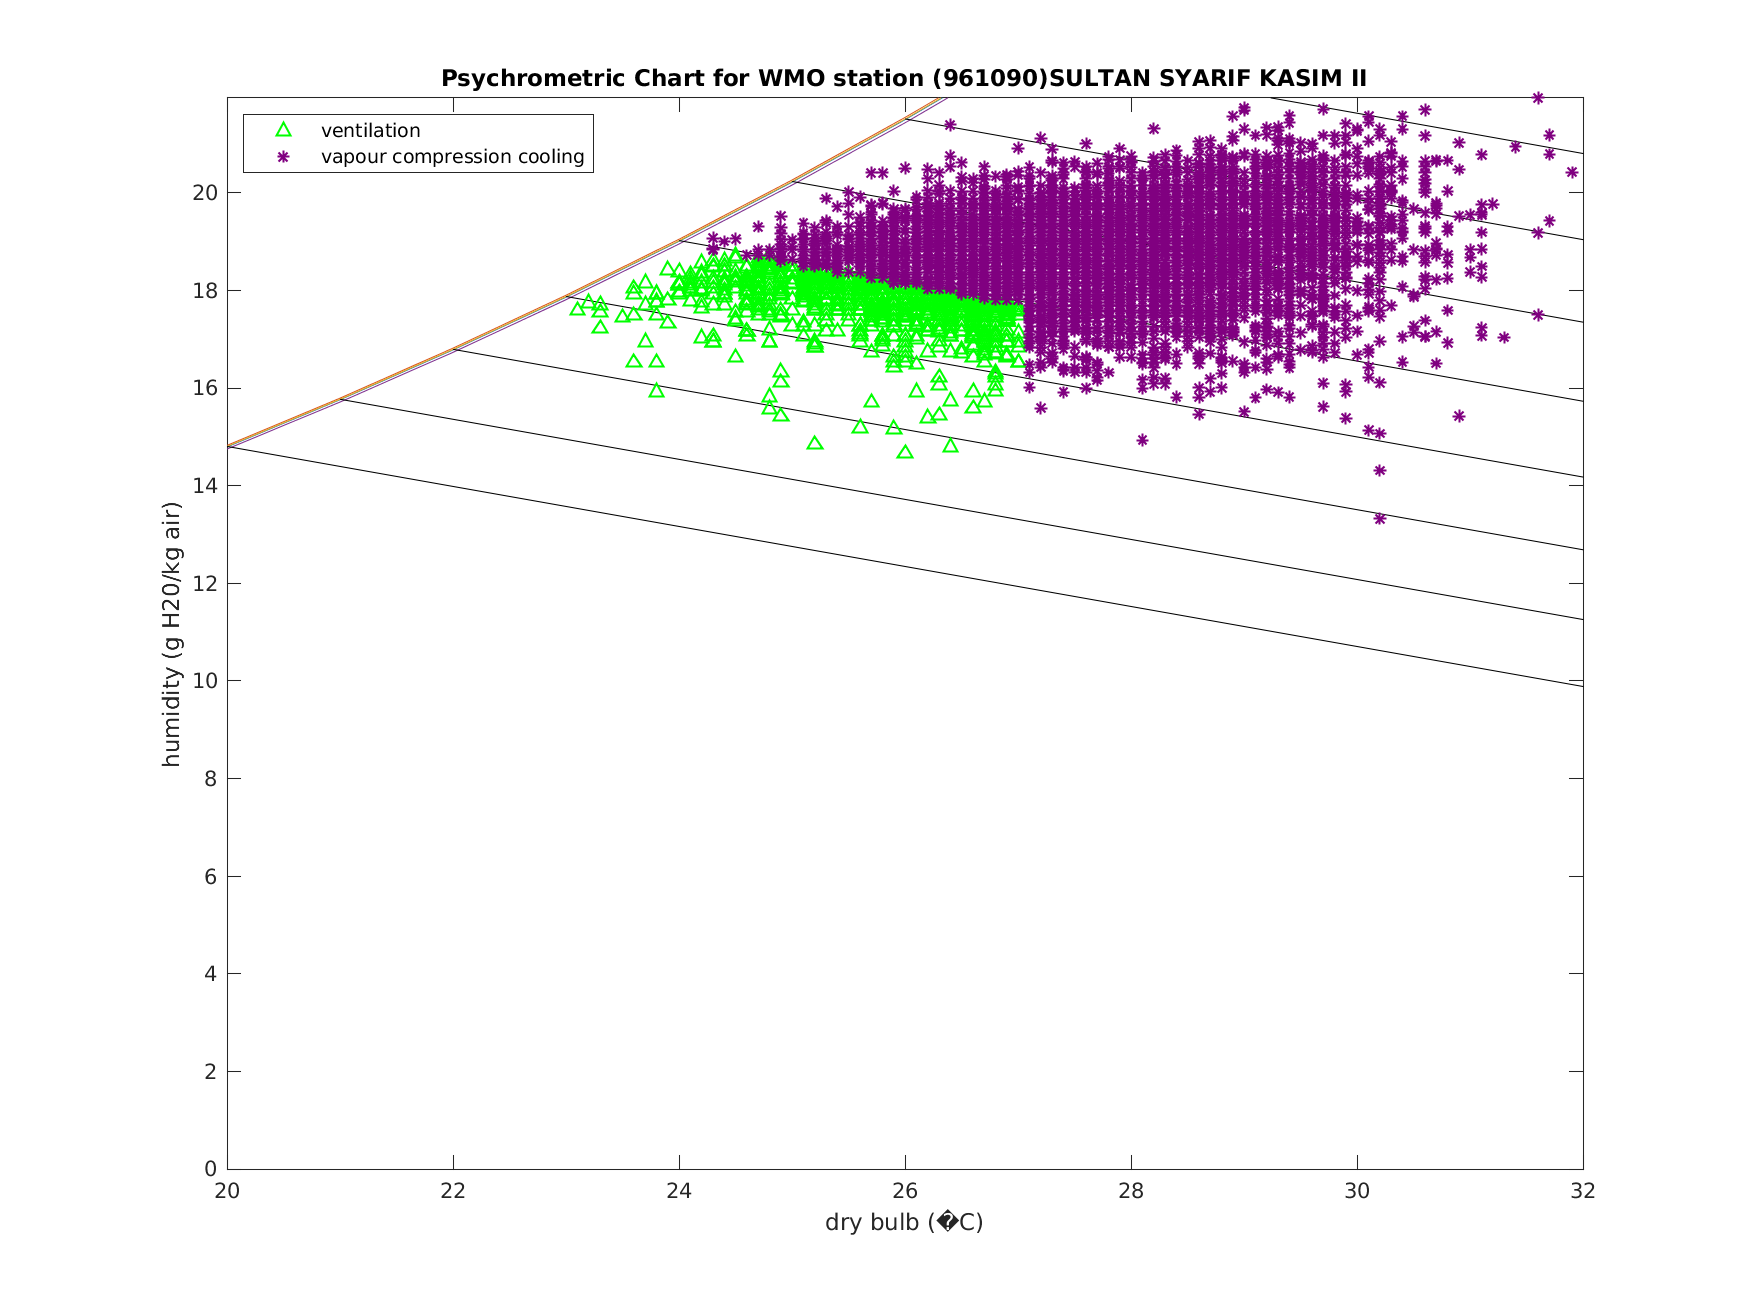 Psychrometric Chart for WMO station (961090)SULTAN SYARIF KASIM II
ventilation
vapour compression cooling
humidity (g H20/kg air)
20
18
16
14
12
10
8
6
4
2
0
20 22 24 26 28 30 32
dry bulb (�C)